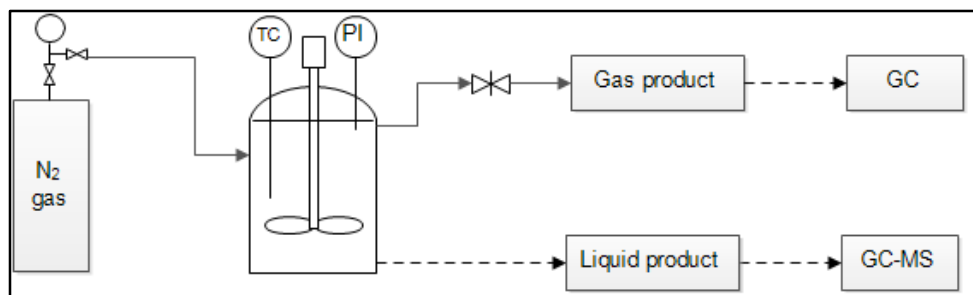 TC
PI
N₂
gas
Gas product
GC
Liquid product
GC-MS